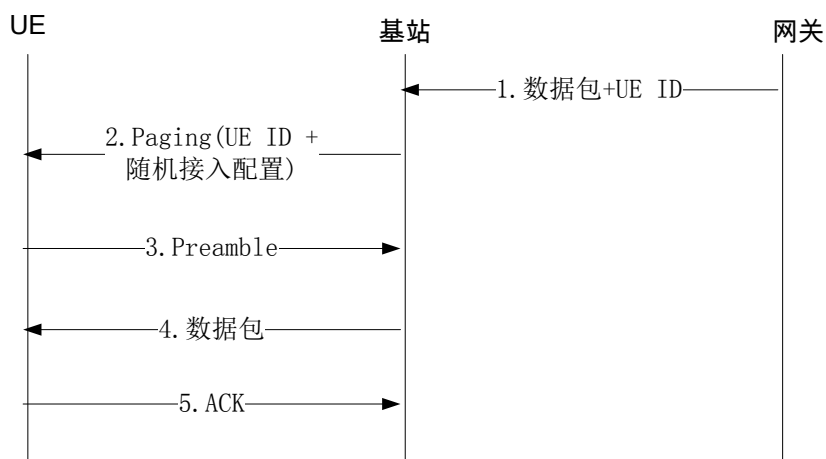 UE 基站 网关
1.数据包+UE ID
2.Paging(UE ID +
随机接入配置)
3.Preamble
4.数据包
5.ACK